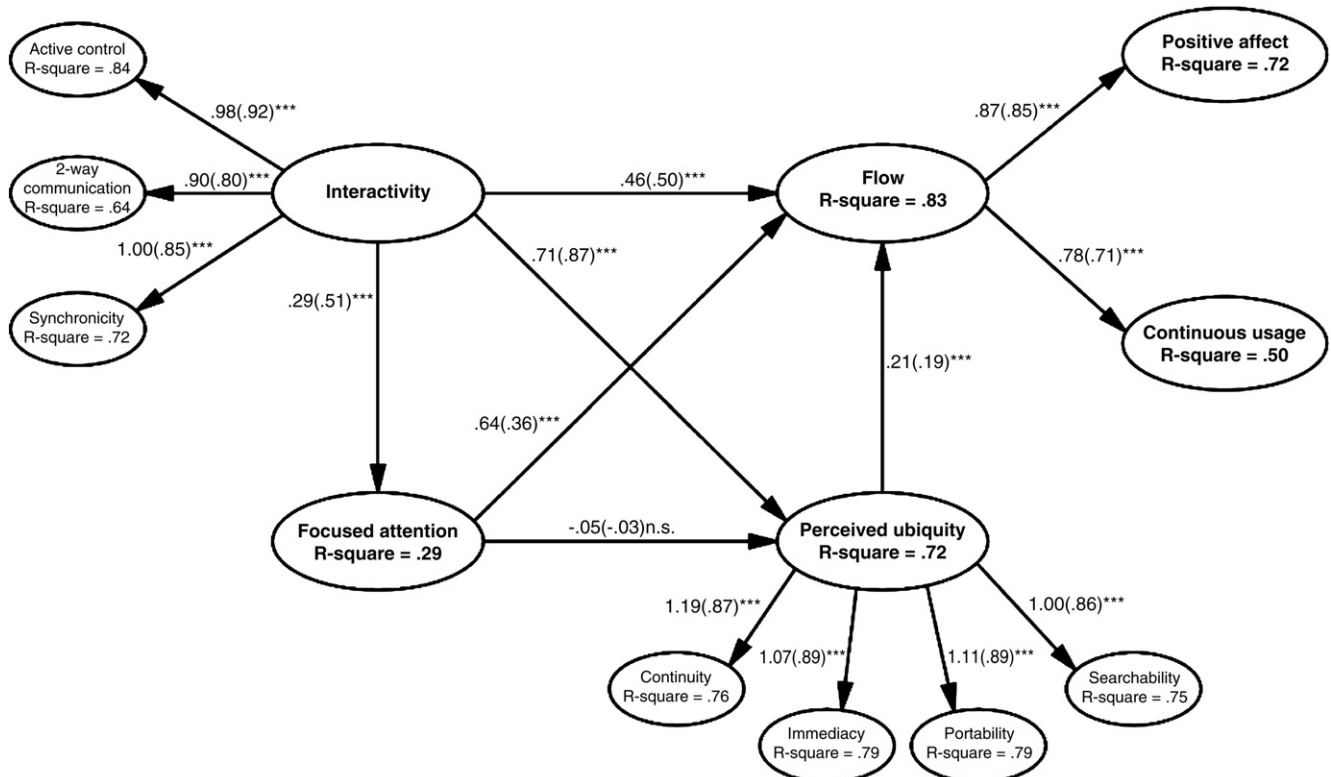 Active control
R-square = .84
.98(.92)***
2-way
communication
R-square = .64
.90(.80)***
1.00(.85)***
Synchronicity
R-square = .72
Interactivity
.46(.50)***
Flow
R-square = .83
.87(.85)***
Positive affect
R-square = .72
.78(.71)***
Continuous usage
R-square = .50
.29(.51)***
.71(.87)***
.64(.36)***
.21(.19)***
Focused attention
R-square = .29
-.05(-.03)n.s.
Perceived ubiquity
R-square = .72
1.19(.87)***
1.07(.89)***
1.11(.89)***
1.00(.86)***
Continuity
R-square = .76
Immediacy
R-square = .79
Portability
R-square = .79
Searchability
R-square = .75